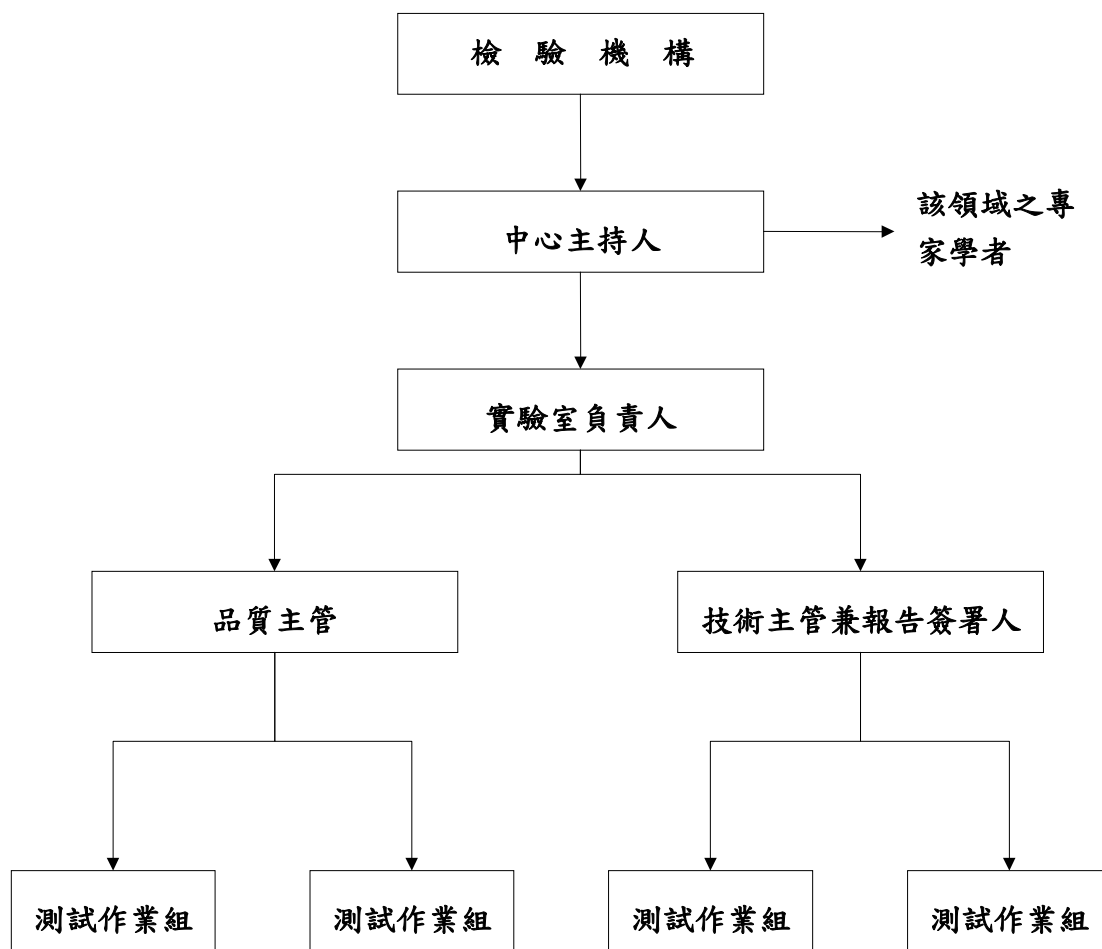 檢 驗 機 構
中心主持人
該領域之專
家學者
實驗室負責人
品質主管
技術主管兼報告簽署人
測試作業組
測試作業組
測試作業組
測試作業組